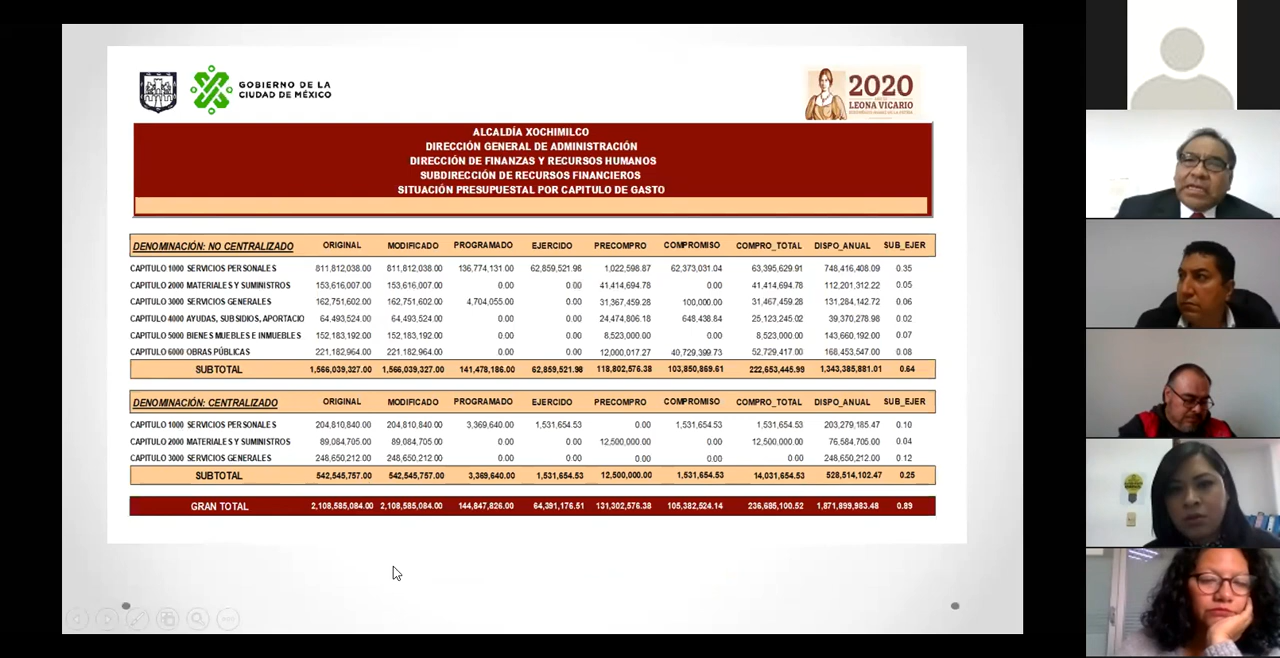 GOBIERNO DE LA
CIUDAD DE MÉXICO
2020
LEONA VICARIO
ALCALDÍA XOCHIMILCO
DIRECCIÓN GENERAL DE ADMINISTRACIÓN
DIRECCIÓN DE FINANZAS Y RECURSOS HUMANOS
SUBDIRECCIÓN DE RECURSOS FINANCIEROS
SITUACIÓN PRESUPUESTAL POR CAPITULO DE GASTO
DENOMINACIÓN: NO CENTRALIZADO ORIGINAL MODIFICADO PROGRAMADO EJERCIDO PRECOMPRO COMPROMISO COMPRO_TOTAL DISPO_ANUAL SUB_EJER
CAPITULO 1000 SERVICIOS PERSONALES 811,812,038.00 811,812,038.00 136,774,131.00 62,859,521.98 1,022,598.87 62,373,031.04 63,395,629.91 748,416,408.09 0.35
CAPITULO 2000 MATERIALES Y SUMINISTROS 153,616,007.00 153,616,007.00 0.00 0.00 41,414,694.78 0.00 41,414,694.78 112,201,312.22 0.05
CAPITULO 3000 SERVICIOS GENERALES 162,751,602.00 162,751,602.00 4,704,055.00 0.00 31,367,459.28 100,000.00 31,467,459.28 131,284,142.72 0.06
CAPITULO 4000 AYUDAS, SUBSIDIOS, APORTACIO 64,493,524.00 64,493,524.00 0.00 0.00 24,474,806.18 648,438.84 25,123,245.02 39,370,278.98 0.02
CAPITULO 5000 BIENES MUEBLES E INMUEBLES 152,183,192.00 152,183,192.00 0.00 0.00 8,523,000.00 0.00 8,523,000.00 143,660,192.00 0.07
CAPITULO 6000 OBRAS PÚBLICAS 221,182,964.00 221,182,964.00 0.00 0.00 12,000,017.27 40,729,399.73 52,729,417.00 168,453,547.00 0.08
SUBTOTAL 1,566,039,327.00 1,566,039,327.00 141,478,186.00 62,859,521.98 118,802,576.38 103,850,869.61 222,653,445.99 1,343,385,881.01 0.64
DENOMINACIÓN: CENTRALIZADO ORIGINAL MODIFICADO PROGRAMADO EJERCIDO PRECOMPRO COMPROMISO COMPRO_TOTAL DISPO_ANUAL SUB_EJER
CAPITULO 1000 SERVICIOS PERSONALES 204,810,840.00 204,810,840.00 3,369,640.00 1,531,654.53 0.00 1,531,654.53 1,531,654.53 203,279,185.47 0.10
CAPITULO 2000 MATERIALES Y SUMINISTROS 89,084,705.00 89,084,705.00 0.00 0.00 12,500,000.00 0.00 12,500,000.00 76,584,705.00 0.04
CAPITULO 3000 SERVICIOS GENERALES 248,650,212.00 248,650,212.00 0.00 0.00 0.00 0.00 0.00 248,650,212.00 0.12
SUBTOTAL 542,545,757.00 542,545,757.00 3,369,640.00 1,531,654.53 12,500,000.00 1,531,654.53 14,031,654.53 528,514,102.47 0.25
GRAN TOTAL 2,108,585,084.00 2,108,585,084.00 144,847,826.00 64,391,176.51 131,302,576.38 105,382,524.14 236,685,100.52 1,871,899,983.48 0.89